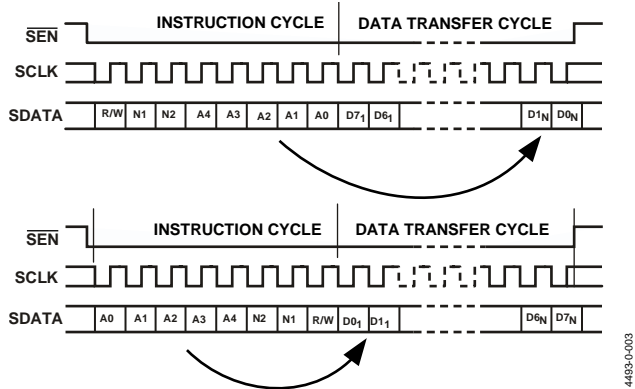 INSTRUCTION CYCLE DATA TRANSFER CYCLE
SEN
SCLK
SDATA R/W N1 N2 A4 A3 A2 A1 A0 D7₁ D6₁ D1N D0N
INSTRUCTION CYCLE DATA TRANSFER CYCLE
SEN
SCLK
SDATA A0 A1 A2 A3 A4 N2 N1 R/W D0₁ D1₁ D6N D7N
4493-0-003